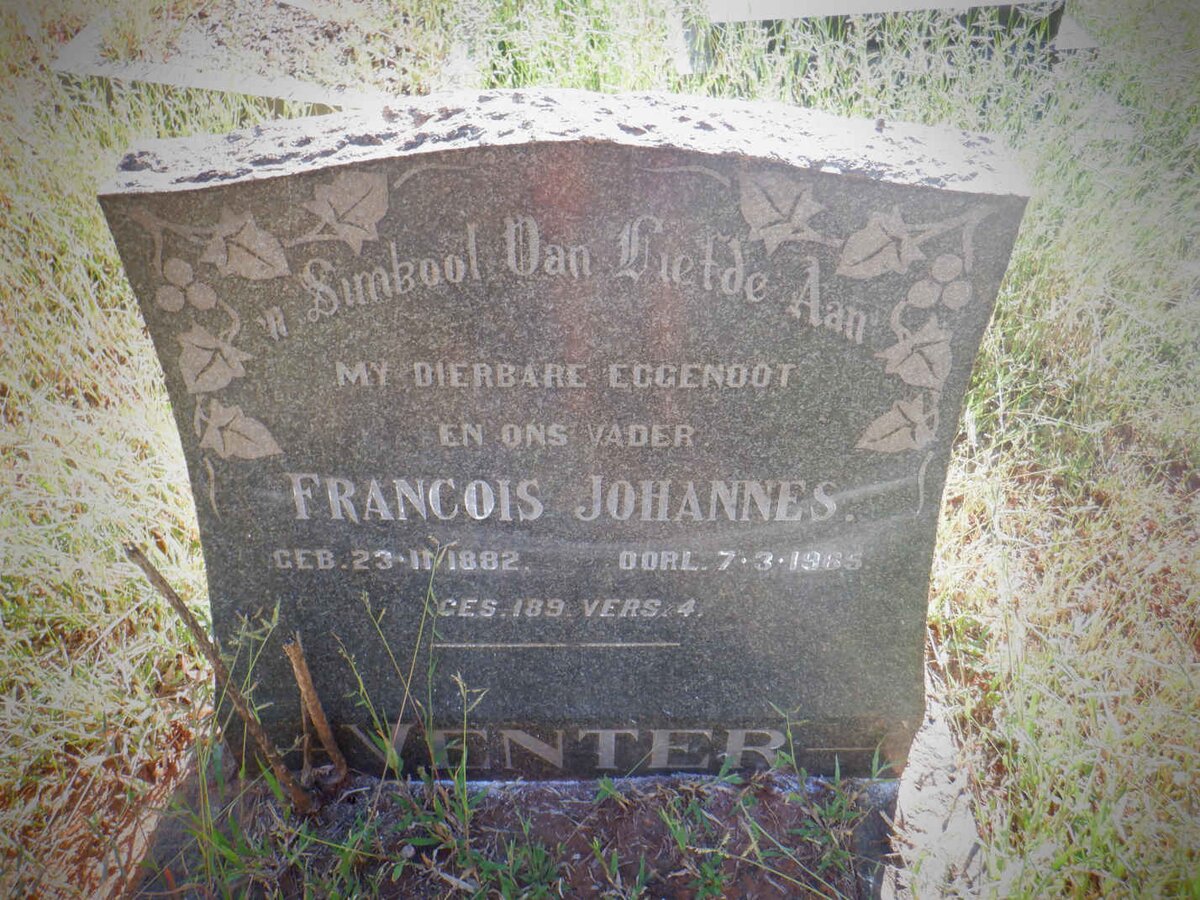 'n Simbool Van Liefde Aan
MY DIERBARE EGGENOOT
EN ONS VADER
FRANCOIS JOHANNES.
GEB. 23·11·1882. OORL. 7·3·1965
GES. 189 VERS. 4.
VENTER